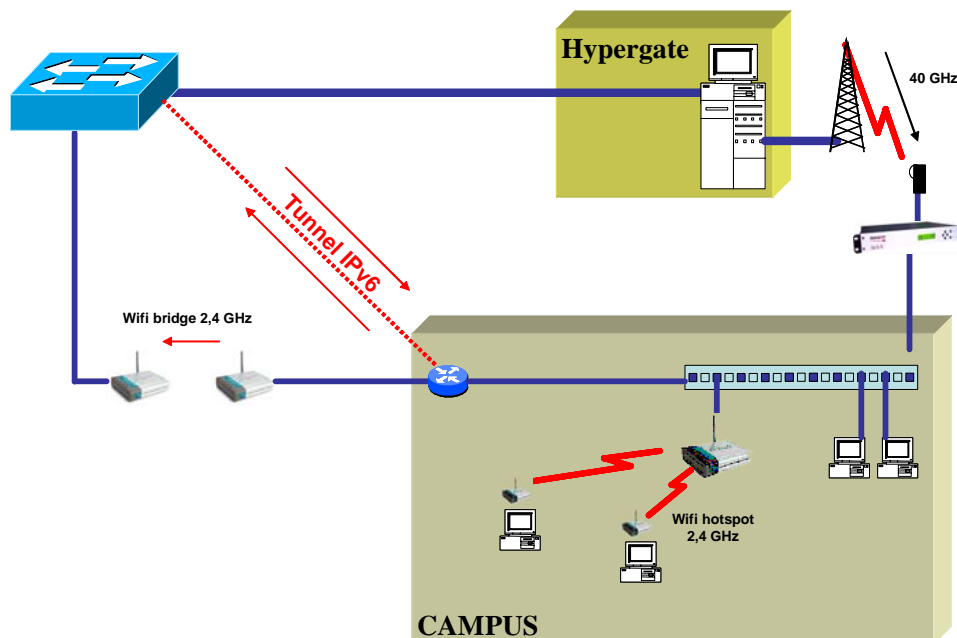 Hypergate
40 GHz
Tunnel IPv6
Wifi bridge 2,4 GHz
Wifi hotspot
2,4 GHz
CAMPUS